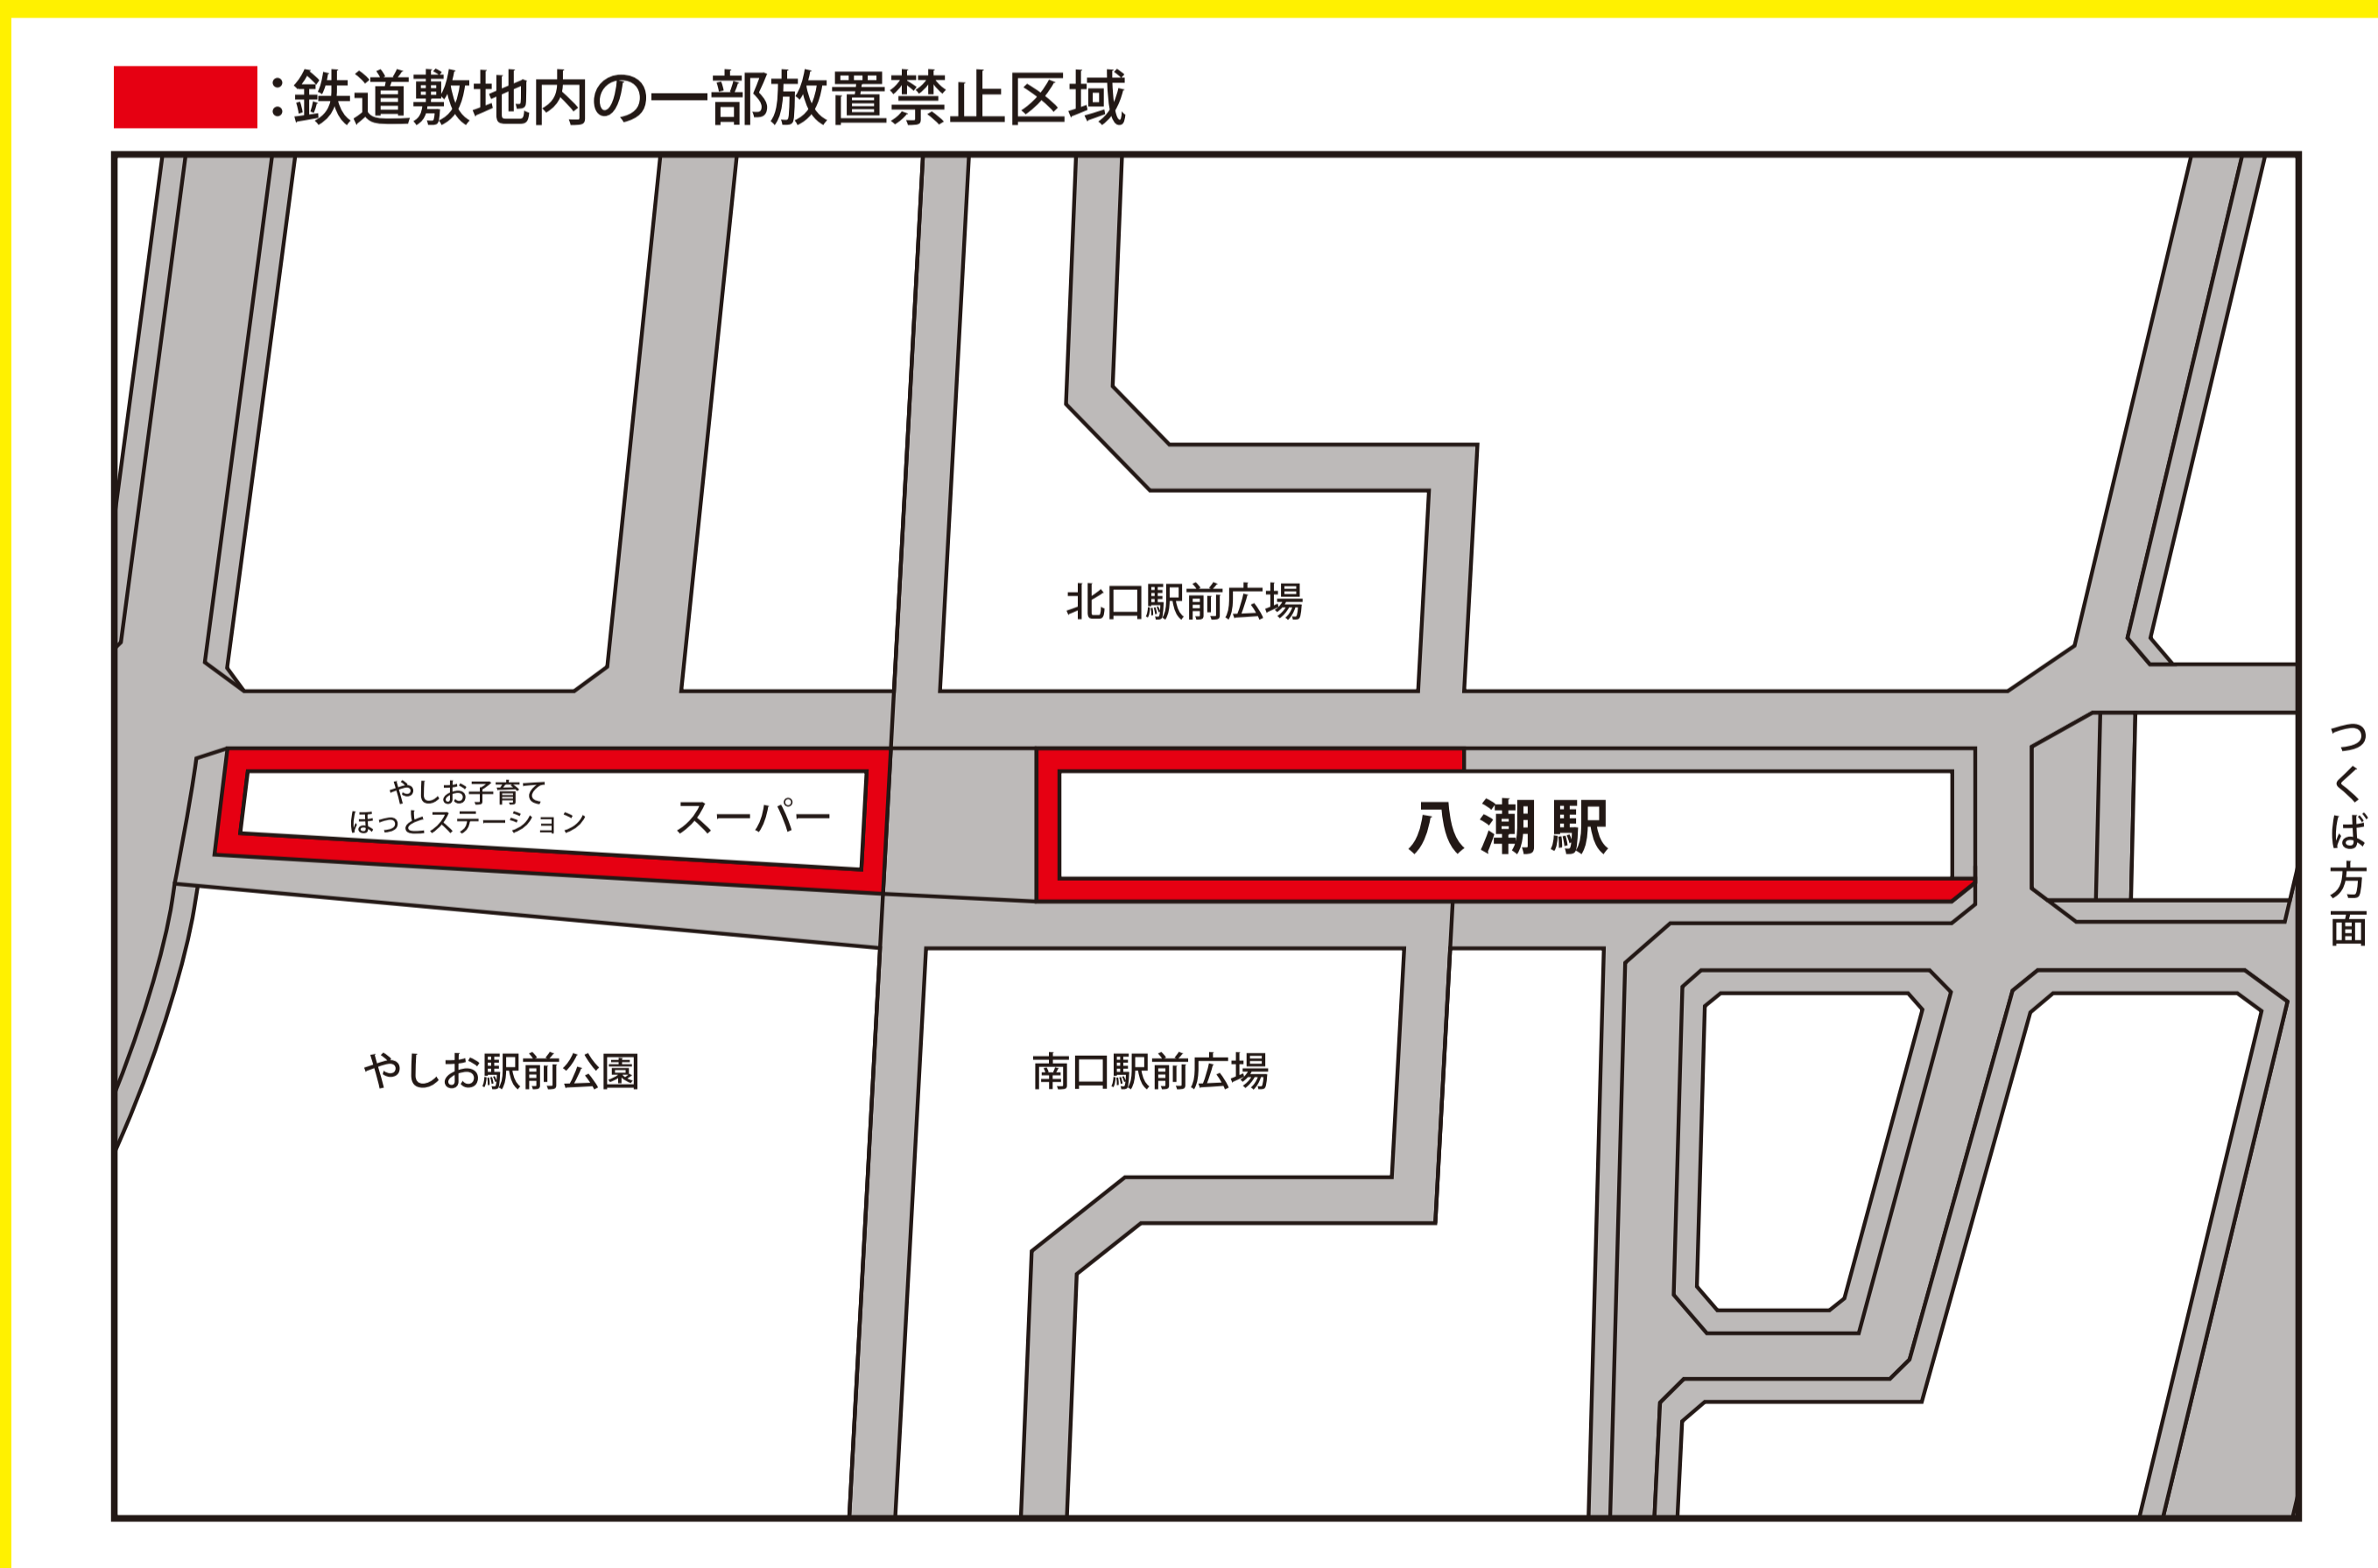 ：鉄道敷地内の一部放置禁止区域
北口駅前広場
やしお子育て
ほっとステーション
スーパー
八潮駅
つくば方面
やしお駅前公園
南口駅前広場